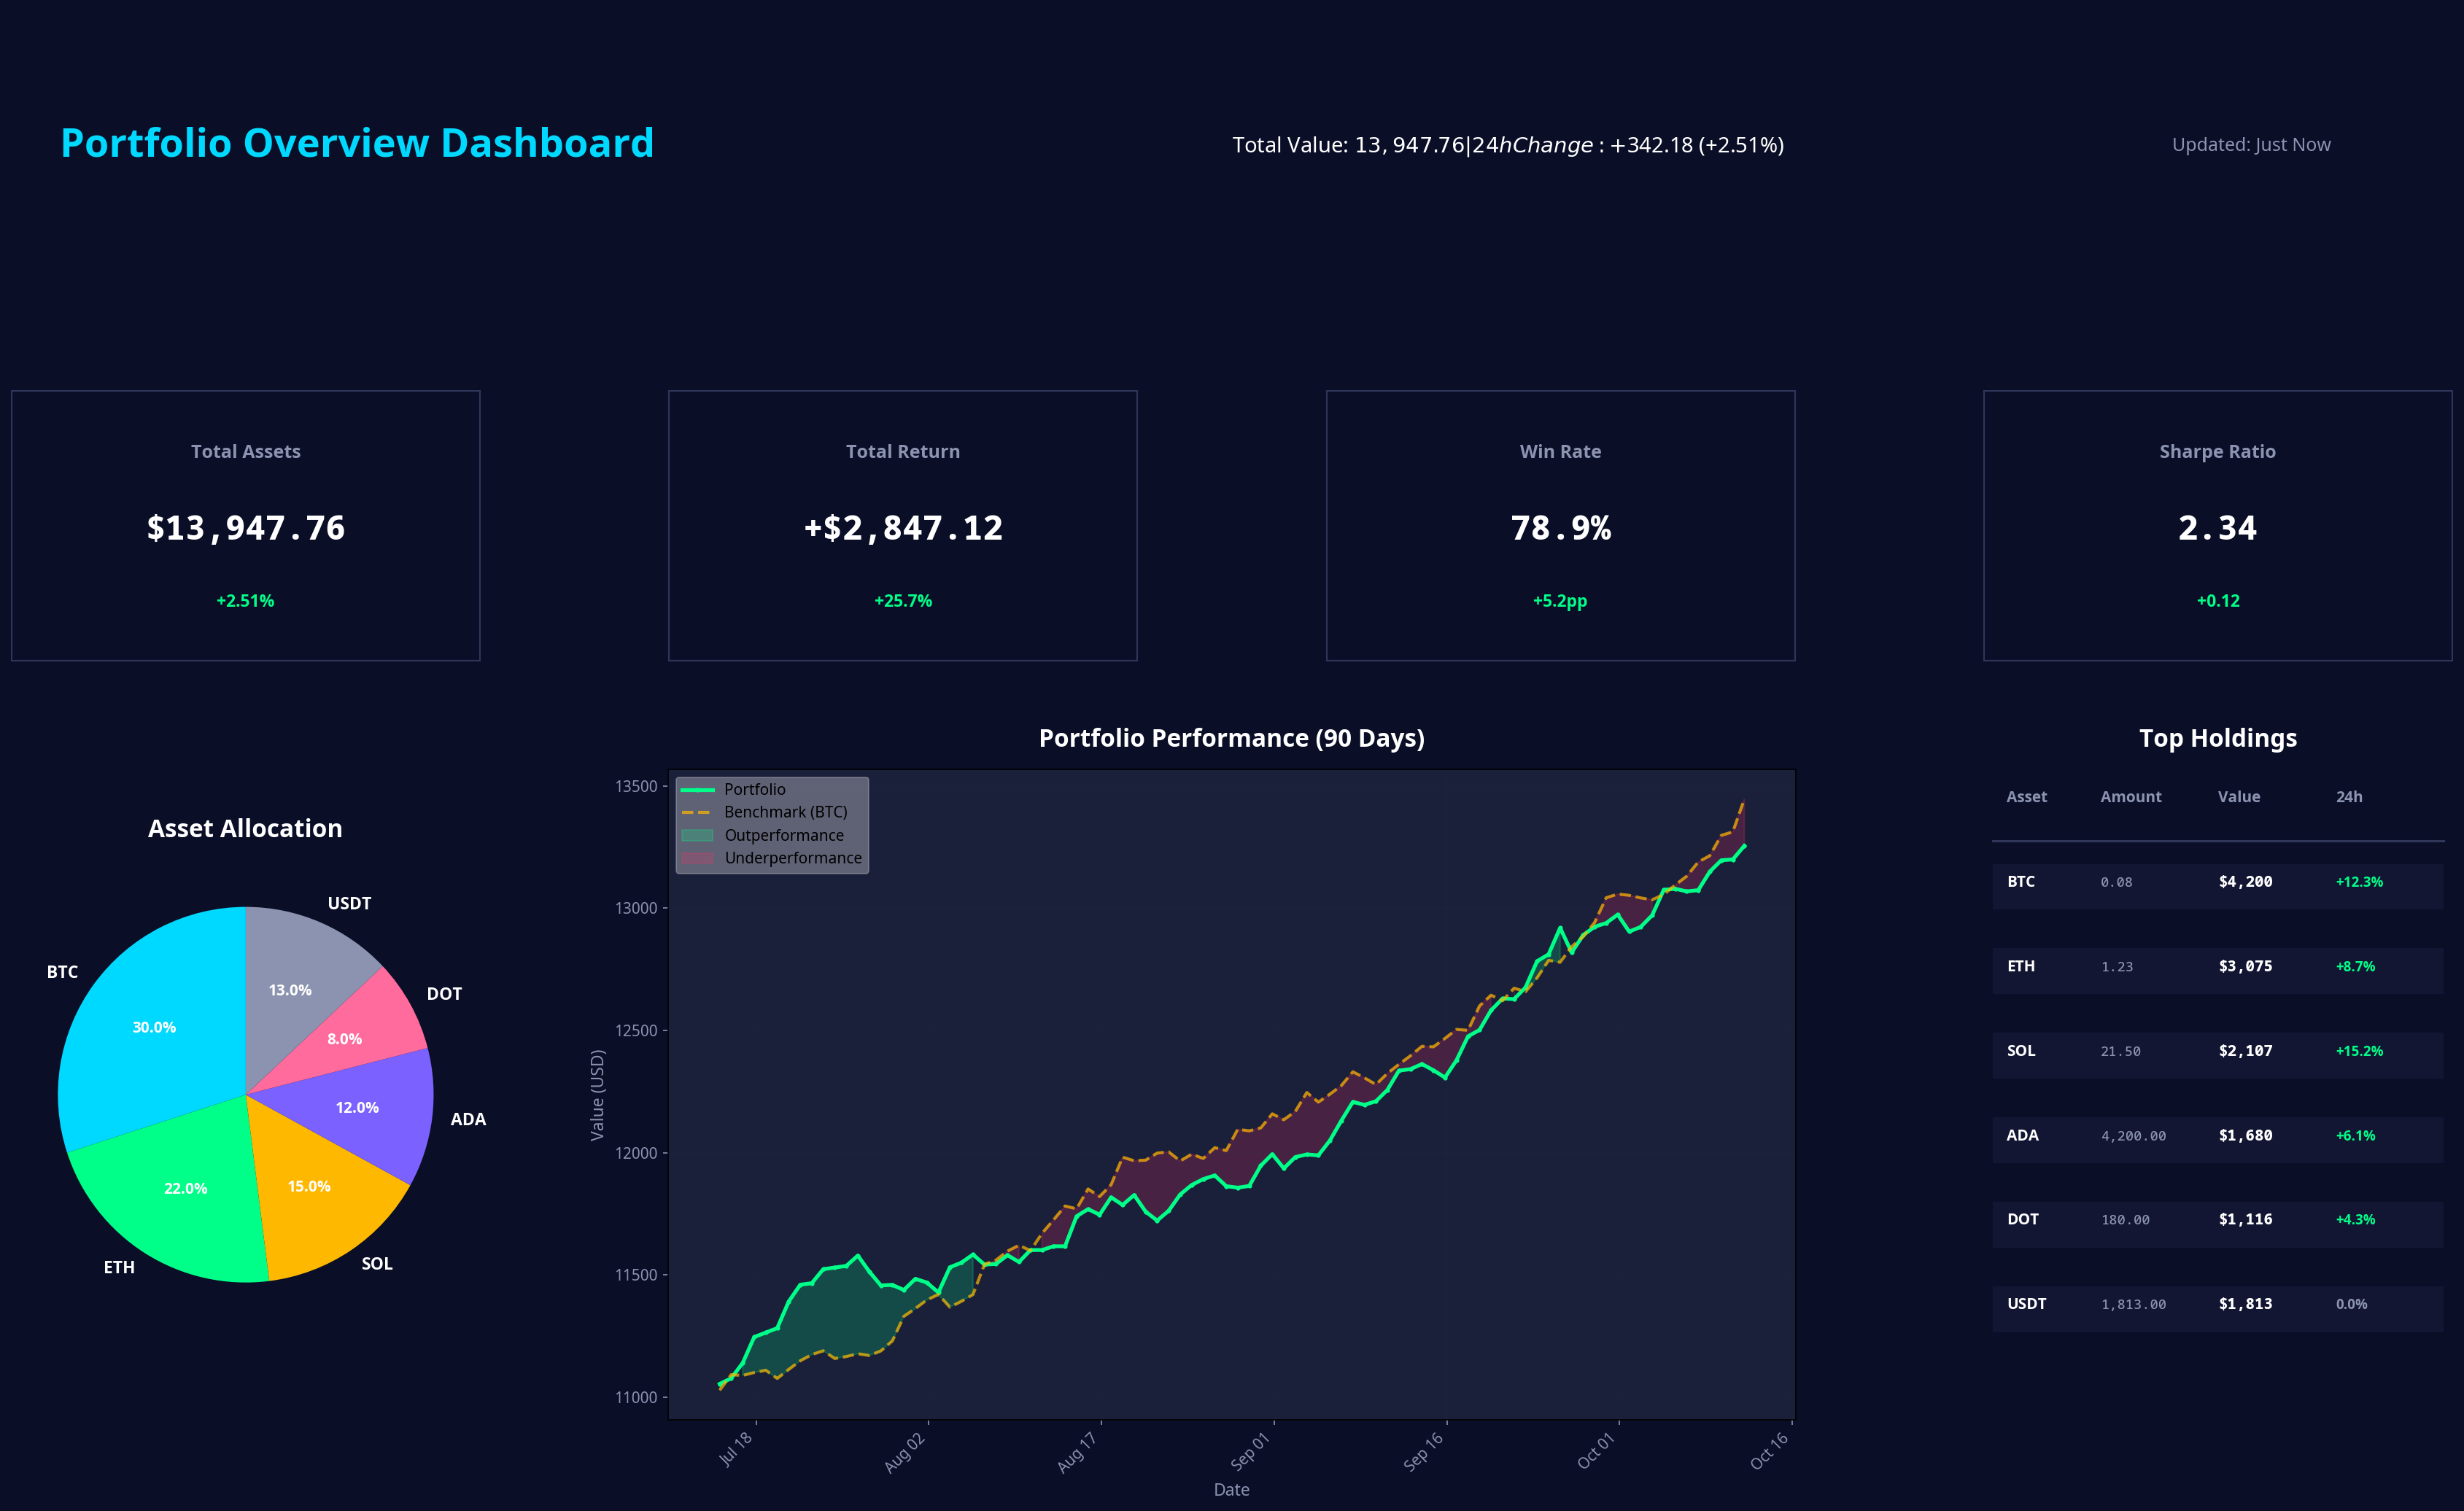 Portfolio Overview Dashboard
Total Value: 13,947.76|24hChange:+342.18 (+2.51%)
Updated: Just Now
Total Assets
$13,947.76
+2.51%
Total Return
+$2,847.12
+25.7%
Win Rate
78.9%
+5.2pp
Sharpe Ratio
2.34
+0.12
Asset Allocation
USDT
BTC
DOT
13.0%
30.0%
8.0%
12.0%
ADA
22.0%
15.0%
ETH
SOL
Portfolio Performance (90 Days)
Portfolio
Benchmark (BTC)
Outperformance
Underperformance
Value (USD)
13500
13000
12500
12000
11500
11000
Jul 18
Aug 02
Aug 17
Sep 01
Sep 16
Oct 01
Oct 16
Date
Top Holdings
Asset Amount Value 24h
BTC 0.08 $4,200 +12.3%
ETH 1.23 $3,075 +8.7%
SOL 21.50 $2,107 +15.2%
ADA 4,200.00 $1,680 +6.1%
DOT 180.00 $1,116 +4.3%
USDT 1,813.00 $1,813 0.0%